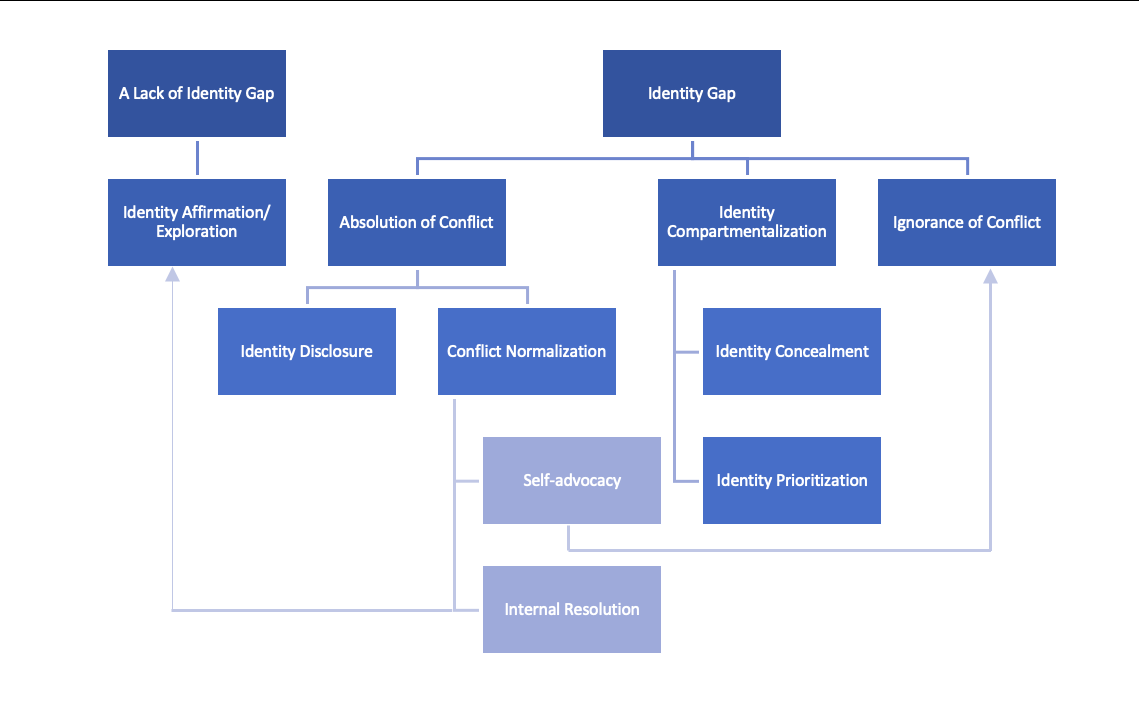 A Lack of Identity Gap
Identity Gap
Identity Affirmation/
Exploration
Absolution of Conflict
Identity
Compartmentalization
Ignorance of Conflict
Identity Disclosure
Conflict Normalization
Identity Concealment
Self-advocacy
Identity Prioritization
Internal Resolution